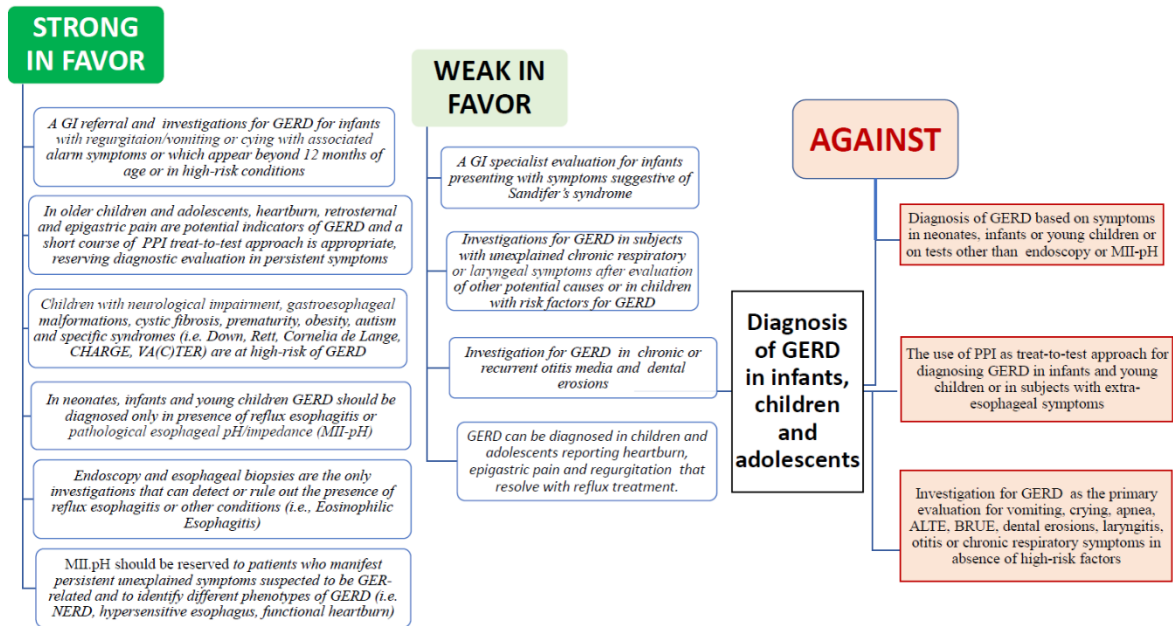 STRONG
IN FAVOR
A GI referral and investigations for GERD for infants
with regurgitaion/vomiting or cying with associated
alarm symptoms or which appear beyond 12 months of
age or in high-risk conditions
In older children and adolescents, heartburn, retrosternal
and epigastric pain are potential indicators of GERD and a
short course of PPI treat-to-test approach is appropriate,
reserving diagnostic evaluation in persistent symptoms
Children with neurological impairment, gastroesophageal
malformations, cystic fibrosis, prematurity, obesity, autism
and specific syndromes (i.e. Down, Rett, Cornelia de Lange,
CHARGE, VA(C)TER) are at high-risk of GERD
In neonates, infants and young children GERD should be
diagnosed only in presence of reflux esophagitis or
pathological esophageal pH/impedance (MII-pH)
Endoscopy and esophageal biopsies are the only
investigations that can detect or rule out the presence of
reflux esophagitis or other conditions (i.e., Eosinophilic
Esophagitis)
MII.pH should be reserved to patients who manifest
persistent unexplained symptoms suspected to be GER-
related and to identify different phenotypes of GERD (i.e.
NERD, hypersensitive esophagus, functional heartburn)
WEAK IN
FAVOR
A GI specialist evaluation for infants
presenting with symptoms suggestive of
Sandifer's syndrome
Investigations for GERD in subjects
with unexplained chronic respiratory
or laryngeal symptoms after evaluation
of other potential causes or in children
with risk factors for GERD
Investigation for GERD in chronic or
recurrent otitis media and dental
erosions
GERD can be diagnosed in children and
adolescents reporting heartburn,
epigastric pain and regurgitation that
resolve with reflux treatment.
Diagnosis
of GERD
in infants,
children
and
adolescents
AGAINST
Diagnosis of GERD based on symptoms
in neonates, infants or young children or
on tests other than endoscopy or MII-pH
The use of PPI as treat-to-test approach for
diagnosing GERD in infants and young
children or in subjects with extra-
esophageal symptoms
Investigation for GERD as the primary
evaluation for vomiting, crying, apnea,
ALTE, BRUE, dental erosions, laryngitis,
otitis or chronic respiratory symptoms in
absence of high-risk factors